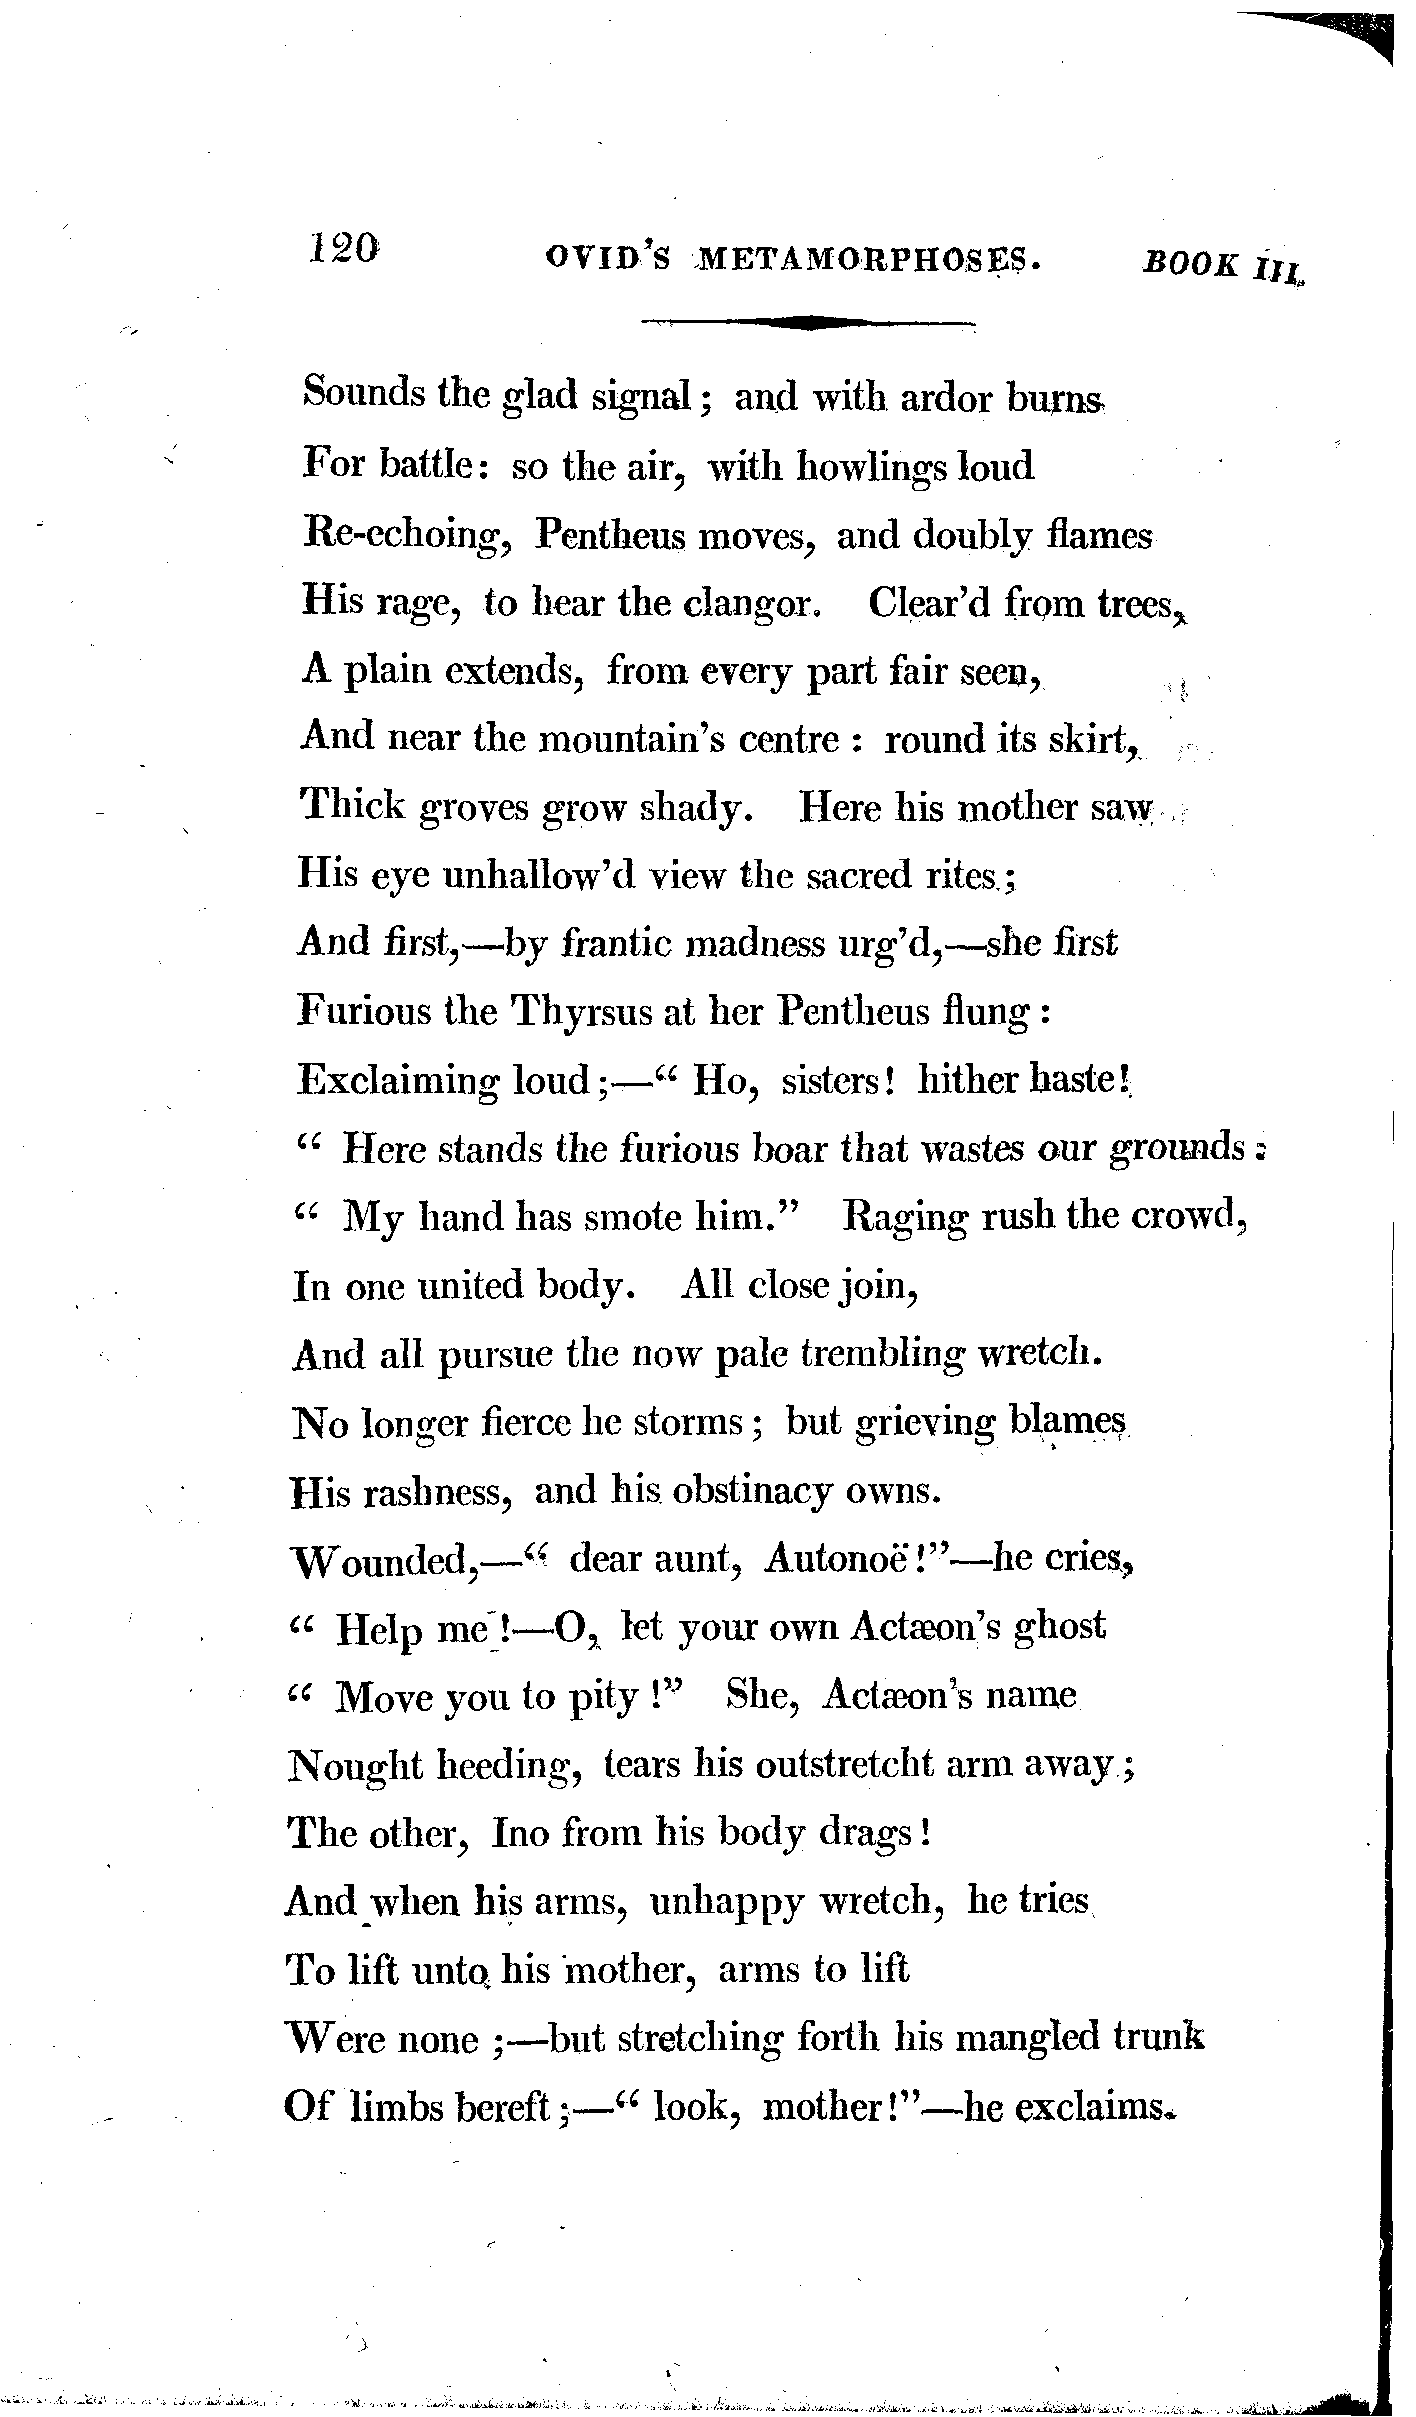 120 OVID'S METAMORPHOSES. BOOK III.
Sounds the glad signal; and with ardor burns
For battle: so the air, with howlings loud
Re-echoing, Pentheus moves, and doubly flames
His rage, to hear the clangor. Clear'd from trees,
A plain extends, from every part fair seen,
And near the mountain's centre: round its skirt,
Thick groves grow shady. Here his mother saw
His eye unhallow'd view the sacred rites;
And first,—by frantic madness urg'd,—she first
Furious the Thyrsus at her Pentheus flung:
Exclaiming loud;—“ Ho, sisters! hither haste!
“ Here stands the furious boar that wastes our grounds:
“ My hand has smote him.” Raging rush the crowd,
In one united body. All close join,
And all pursue the now pale trembling wretch.
No longer fierce he storms; but grieving blames
His rashness, and his obstinacy owns.
Wounded,—“ dear aunt, Autonoë!”—he cries,
“ Help me!—O, let your own Actæon's ghost
“ Move you to pity!” She, Actæon's name
Nought heeding, tears his outstretcht arm away;
The other, Ino from his body drags!
And when his arms, unhappy wretch, he tries
To lift unto his mother, arms to lift
Were none;—but stretching forth his mangled trunk
Of limbs bereft;—“ look, mother!”—he exclaims.